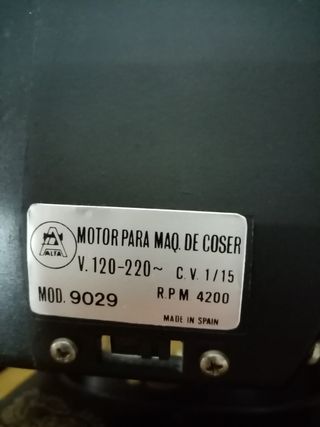 ALFA
MOTOR PARA MAQ. DE COSER
V. 120-220~ C.V. 1/15
MOD. 9029 R.P.M 4200
MADE IN SPAIN